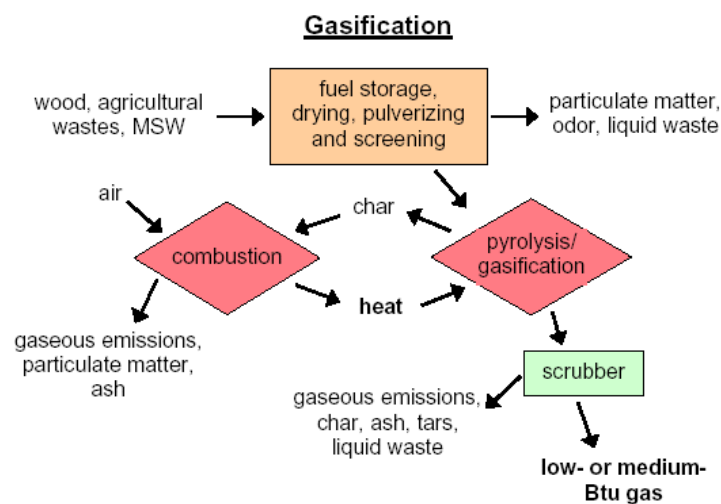 Gasification
wood, agricultural
wastes, MSW
fuel storage,
drying, pulverizing
and screening
particulate matter,
odor, liquid waste
air
char
combustion
pyrolysis/
gasification
heat
gaseous emissions,
particulate matter,
ash
scrubber
gaseous emissions,
char, ash, tars,
liquid waste
low- or medium-
Btu gas